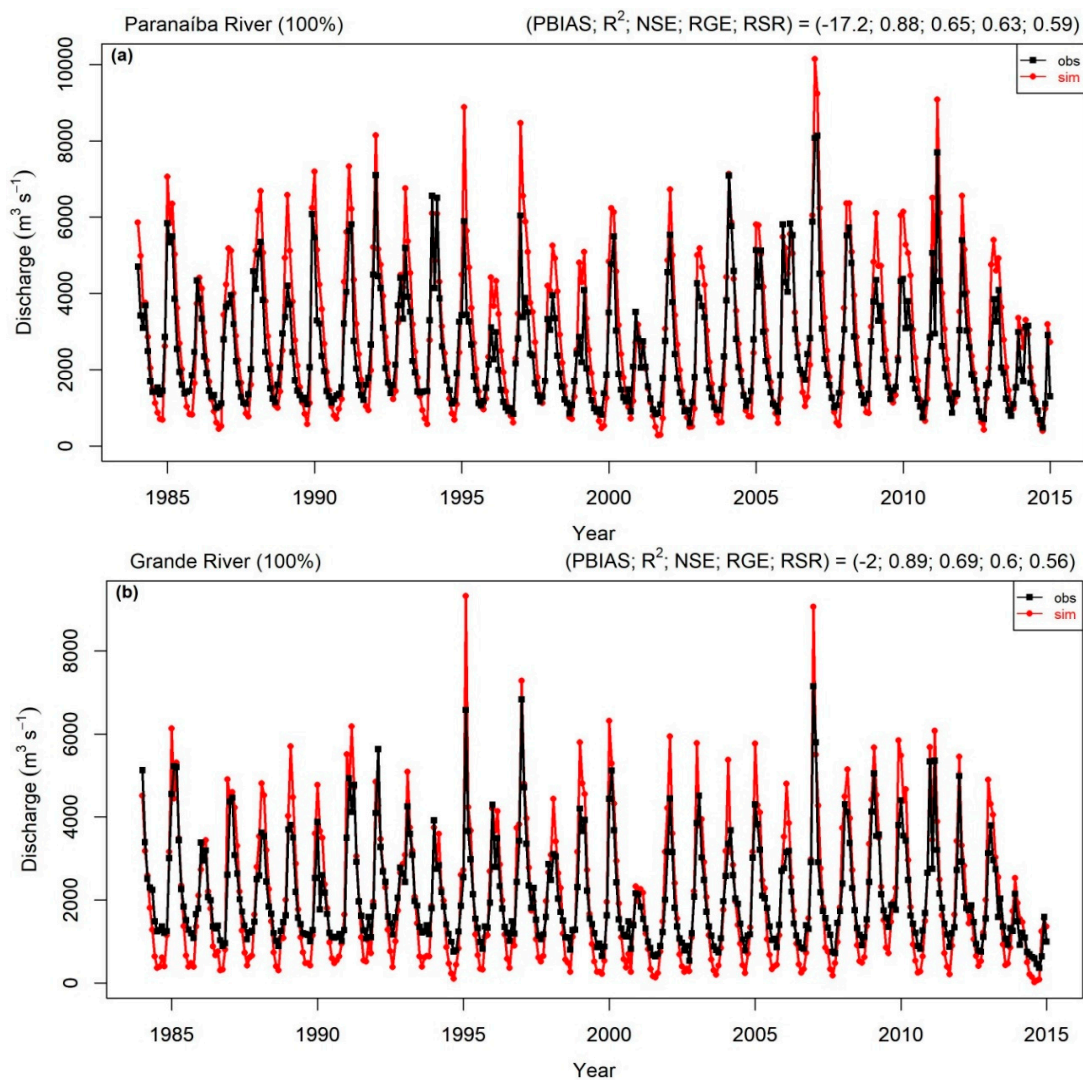 Paranaíba River (100%) (PBIAS; R²; NSE; RGE; RSR) = (-17.2; 0.88; 0.65; 0.63; 0.59)
(a)
obs
sim
Discharge (m³ s⁻¹)
10000
8000
6000
4000
2000
0
1985 1990 1995 2000 2005 2010 2015
Year
Grande River (100%) (PBIAS; R²; NSE; RGE; RSR) = (-2; 0.89; 0.69; 0.6; 0.56)
(b)
obs
sim
Discharge (m³ s⁻¹)
8000
6000
4000
2000
0
1985 1990 1995 2000 2005 2010 2015
Year